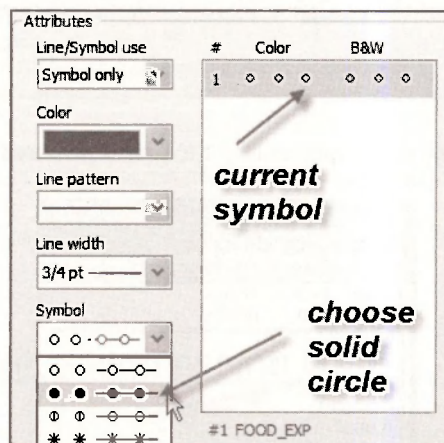 Attributes
Line/Symbol use
Symbol only
Color
Line pattern
Line width
3/4 pt
Symbol
# Color B&W
1
current
symbol
choose
solid
circle
#1 FOOD_EXP